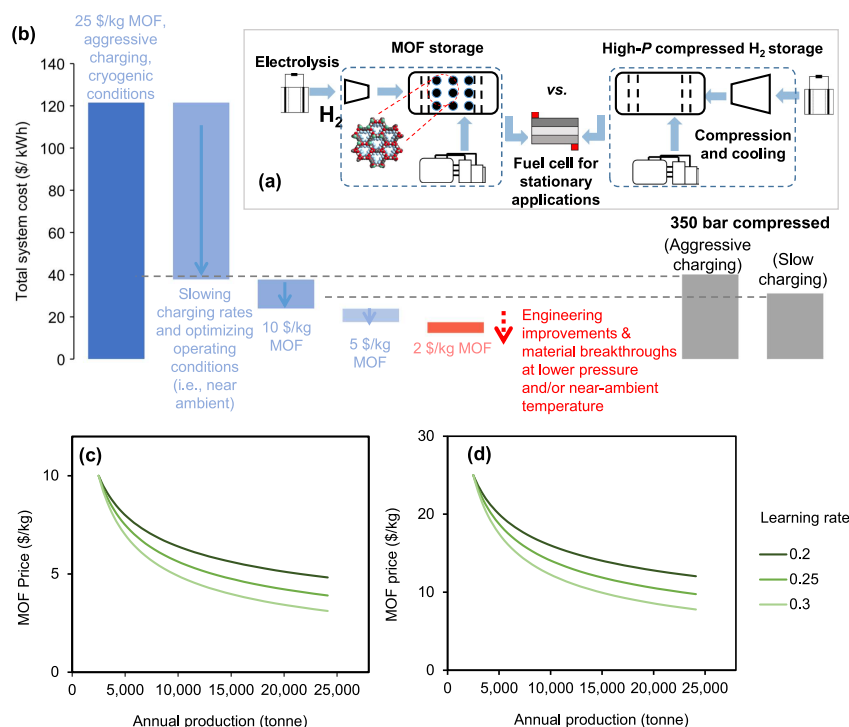 (b)
25 $/kg MOF,
aggressive
charging,
cryogenic
conditions
Total system cost ($/ kWh)
140
120
100
80
60
40
20
0
Slowing
charging rates
and optimizing
operating
conditions
(i.e., near
ambient)
10 $/kg
MOF
5 $/kg
MOF
2 $/kg MOF
Engineering
improvements &
material breakthroughs
at lower pressure
and/or near-ambient
temperature
350 bar compressed
(Aggressive
charging)
(Slow
charging)
(a)
MOF storage
High-P compressed H2 storage
Electrolysis
H2
vs.
Fuel cell for
stationary
applications
Compression
and cooling
(c)
MOF Price ($/kg)
10
5
0
0
5,000
10,000
15,000
20,000
25,000
Annual production (tonne)
(d)
MOF price ($/kg)
30
20
10
0
0
5,000
10,000
15,000
20,000
25,000
Annual production (tonne)
Learning rate
0.2
0.25
0.3